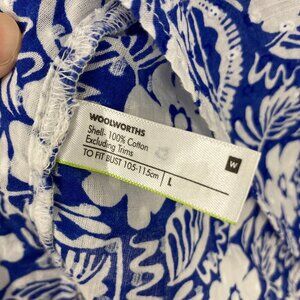 WOOLWORTHS
Shell- 100% Cotton
Excluding Trims
TO FIT BUST 105-115cm | L
W